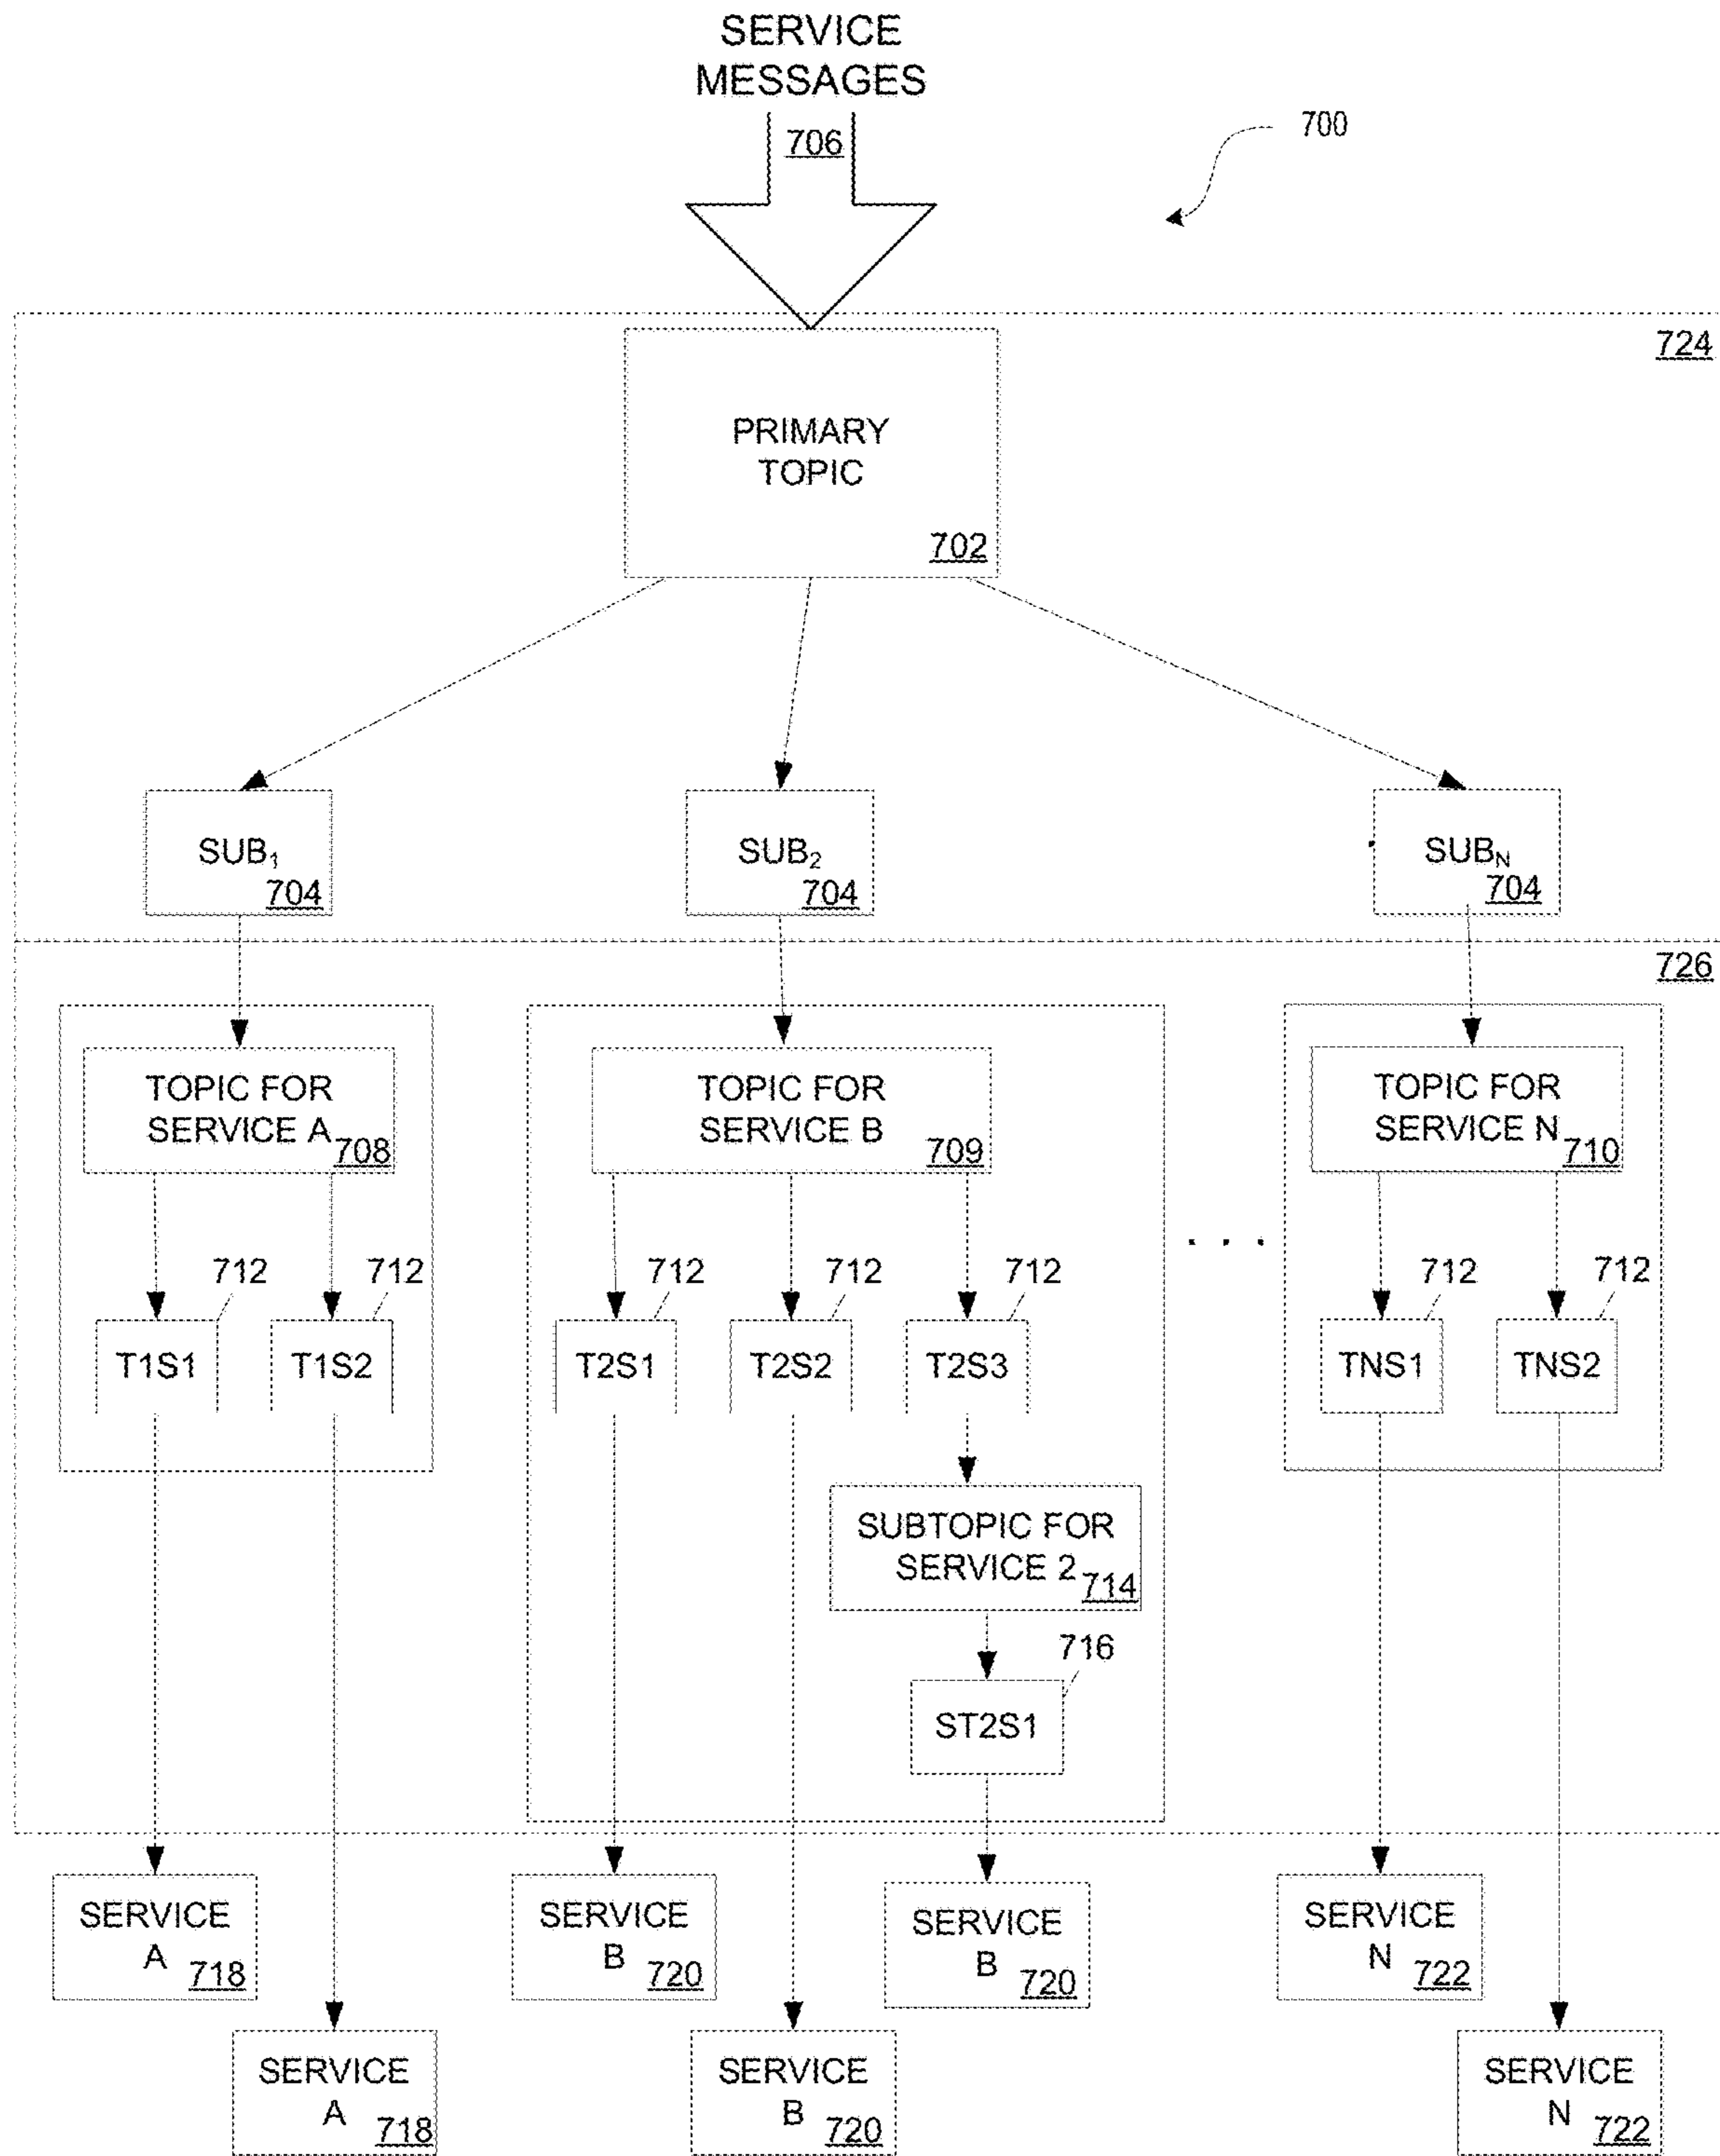 SERVICE
MESSAGES
706
700
724
PRIMARY
TOPIC
702
SUB₁
704
SUB₂
704
SUB_N
704
726
TOPIC FOR
SERVICE A
708
TOPIC FOR
SERVICE B
709
TOPIC FOR
SERVICE N
710
. . .
712
712
712
712
712
712
712
T1S1
T1S2
T2S1
T2S2
T2S3
TNS1
TNS2
SUBTOPIC FOR
SERVICE 2
714
716
ST2S1
SERVICE
A
718
SERVICE
B
720
SERVICE
B
720
SERVICE
N
722
SERVICE
A
718
SERVICE
B
720
SERVICE
N
722